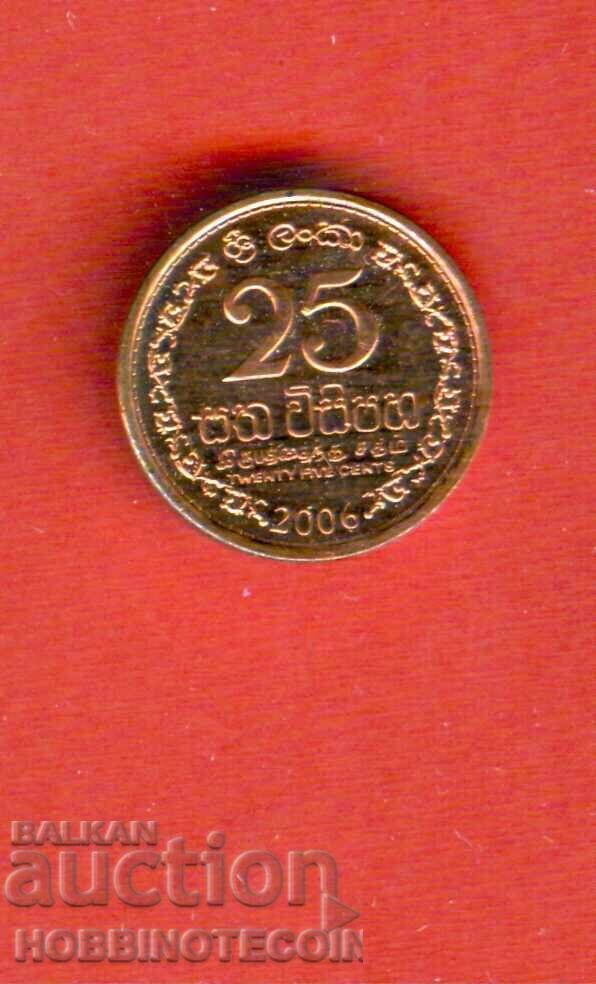 ශ්‍රී ලංකා
25
සත විසිපහ
TWENTY FIVE CENTS
2006
BALKAN
auction
HOBBINOTECOIN